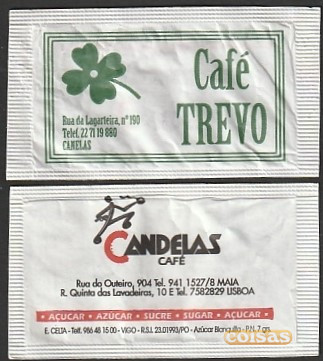 Café
TREVO
Rua da Lagarteira, nº 190
Telef. 22 71 19 880
CANELAS
CANDELAS
CAFÉ
Rua do Outeiro, 904 Tel. 941 1527/8 MAIA
R. Quinta das Lavadeiras, 10 E Tel. 7582829 LISBOA
• AÇUCAR • AZÚCAR • SUCRE • SUGAR • AÇUCAR •
E. CELTA - Telf. 986 48 15 00 - VIGO - R.S.I. 23.01993/PO - Azúcar Blanquilla - P.N. 7 grs.
coisas